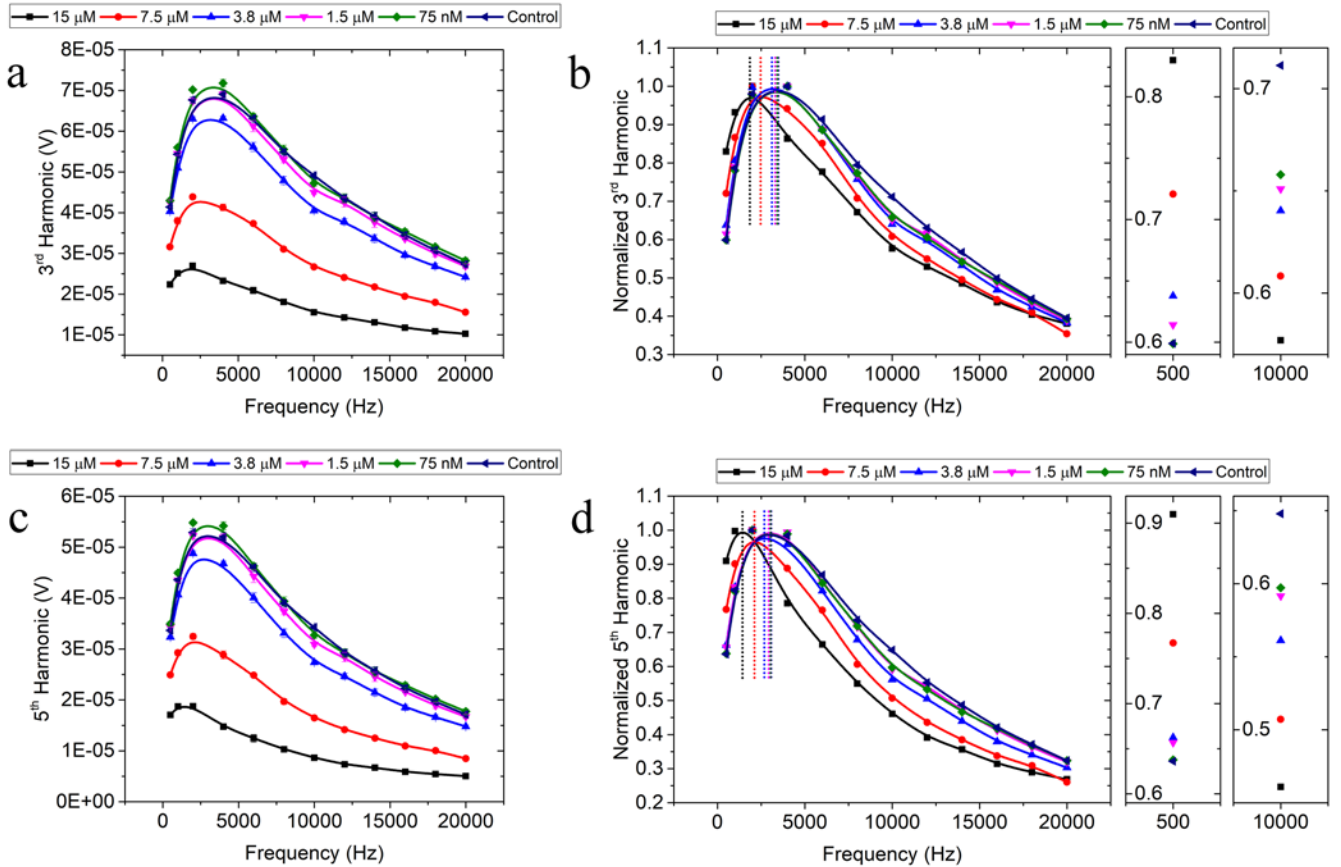 15 μM 7.5 μM 3.8 μM 1.5 μM 75 nM Control
a
8E-05
7E-05
6E-05
5E-05
4E-05
3E-05
2E-05
1E-05
3rd Harmonic (V)
0 5000 10000 15000 20000
Frequency (Hz)
15 μM 7.5 μM 3.8 μM 1.5 μM 75 nM Control
b
1.1
1.0
0.9
0.8
0.7
0.6
0.5
0.4
0.3
Normalized 3rd Harmonic
0 5000 10000 15000 20000
Frequency (Hz)
0.8
0.7
0.6
500
0.7
0.6
10000
15 μM 7.5 μM 3.8 μM 1.5 μM 75 nM Control
c
6E-05
5E-05
4E-05
3E-05
2E-05
1E-05
0E+00
5th Harmonic (V)
0 5000 10000 15000 20000
Frequency (Hz)
15 μM 7.5 μM 3.8 μM 1.5 μM 75 nM Control
d
1.1
1.0
0.9
0.8
0.7
0.6
0.5
0.4
0.3
0.2
Normalized 5th Harmonic
0 5000 10000 15000 20000
Frequency (Hz)
0.9
0.8
0.7
0.6
500
0.6
0.5
10000